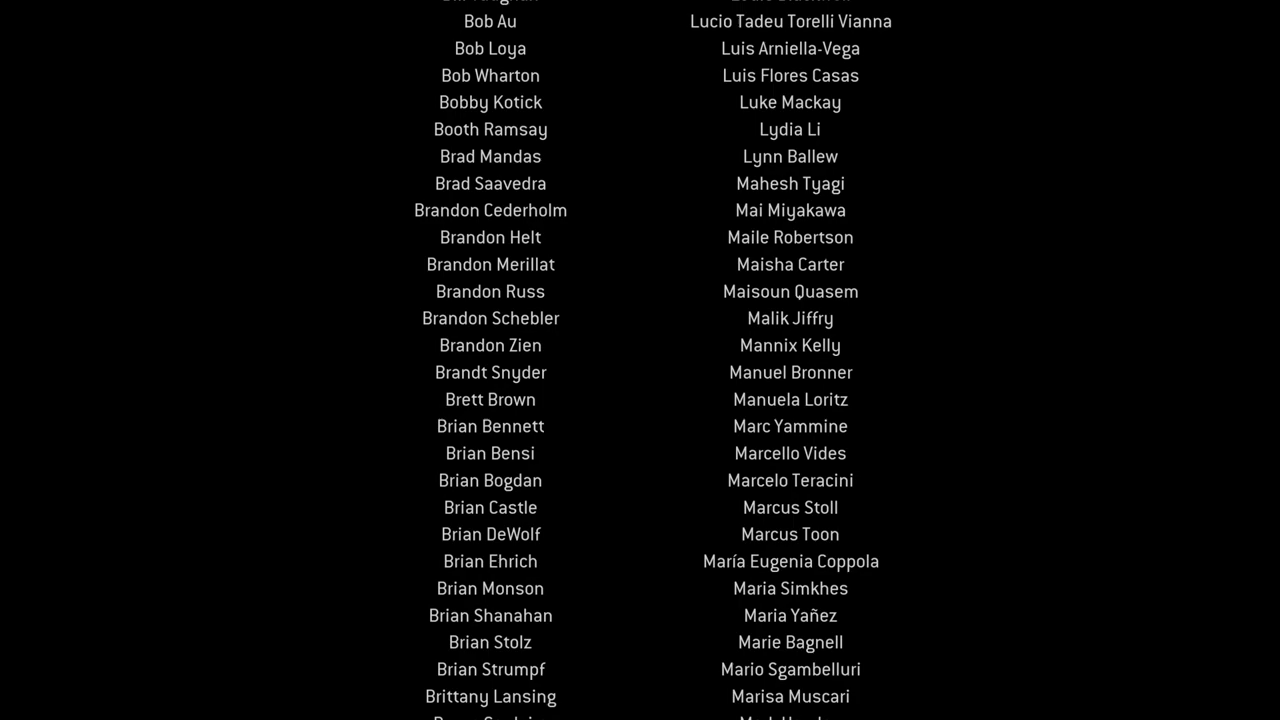 Bob Au
Bob Loya
Bob Wharton
Bobby Kotick
Booth Ramsay
Brad Mandas
Brad Saavedra
Brandon Cederholm
Brandon Helt
Brandon Merillat
Brandon Russ
Brandon Schebler
Brandon Zien
Brandt Snyder
Brett Brown
Brian Bennett
Brian Bensi
Brian Bogdan
Brian Castle
Brian DeWolf
Brian Ehrich
Brian Monson
Brian Shanahan
Brian Stolz
Brian Strumpf
Brittany Lansing
Lucio Tadeu Torelli Vianna
Luis Arniella-Vega
Luis Flores Casas
Luke Mackay
Lydia Li
Lynn Ballew
Mahesh Tyagi
Mai Miyakawa
Maile Robertson
Maisha Carter
Maisoun Quasem
Malik Jiffry
Mannix Kelly
Manuel Bronner
Manuela Loritz
Marc Yammine
Marcello Vides
Marcelo Teracini
Marcus Stoll
Marcus Toon
María Eugenia Coppola
Maria Simkhes
Maria Yañez
Marie Bagnell
Mario Sgambelluri
Marisa Muscari